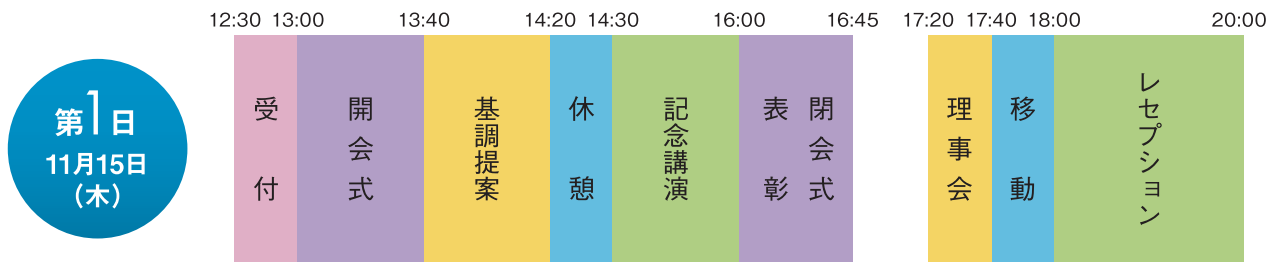 12:30 13:00 13:40 14:20 14:30 16:00 16:45 17:20 17:40 18:00 20:00
第1日
11月15日
(木)
受付
開会式
基調提案
休憩
記念講演
閉会式
表彰
理事会
移動
レセプション